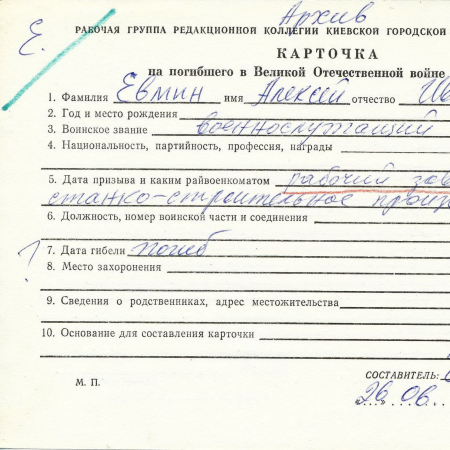 Архив
Е.
РАБОЧАЯ ГРУППА РЕДАКЦИОННОЙ КОЛЛЕГИИ КИЕВСКОЙ ГОРОДСКОЙ
КАРТОЧКА
на погибшего в Великой Отечественной войне
1. Фамилия Евмин имя Алексей отчество Ив
2. Год и место рождения
3. Воинское звание военнослужащий
4. Национальность, партийность, профессия, награды
5. Дата призыва и каким райвоенкоматом рабочий зав
станко-строительное произв
6. Должность, номер воинской части и соединения
7. Дата гибели погиб
8. Место захоронения
9. Сведения о родственниках, адрес местожительства
10. Основание для составления карточки
СОСТАВИТЕЛЬ:
М. П.
26.06.